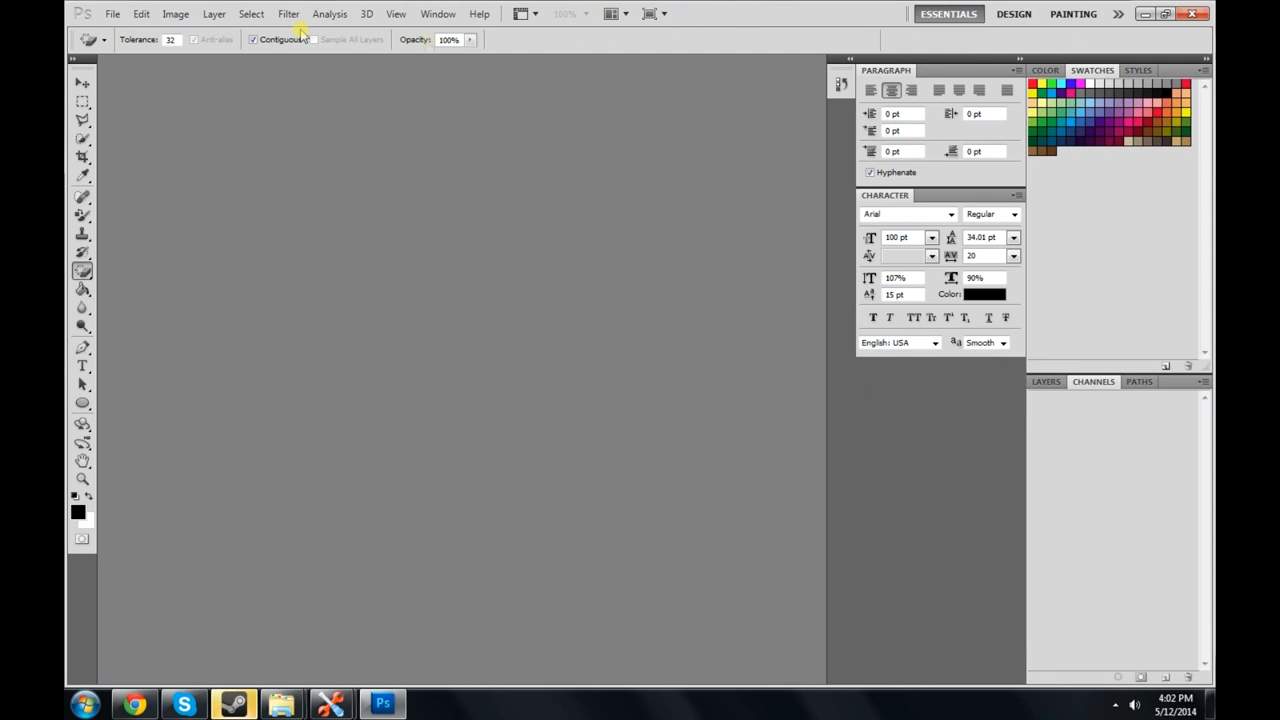 Ps File Edit Image Layer Select Filter Analysis 3D View Window Help 100% ESSENTIALS DESIGN PAINTING
Tolerance: 32 Anti-alias Contiguous Sample All Layers Opacity: 100%
PARAGRAPH
0 pt 0 pt
0 pt
0 pt 0 pt
Hyphenate
CHARACTER
Arial Regular
100 pt 34.01 pt
20
107% 90%
15 pt Color:
English: USA Smooth
COLOR SWATCHES STYLES
LAYERS CHANNELS PATHS
Ps
4:02 PM
5/12/2014